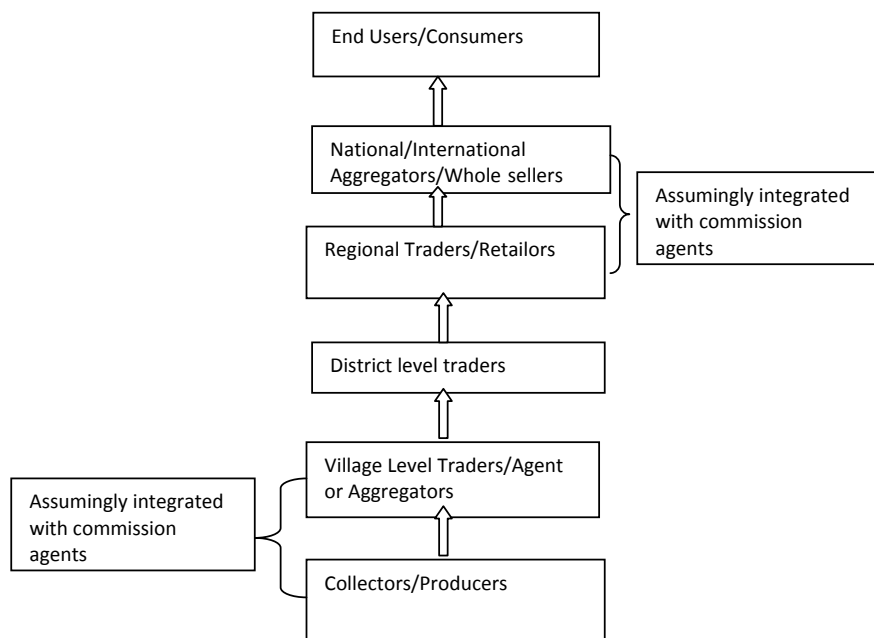 End Users/Consumers
National/International
Aggregators/Whole sellers
Assumingly integrated
with commission
agents
Regional Traders/Retailors
District level traders
Village Level Traders/Agent
or Aggregators
Assumingly integrated
with commission
agents
Collectors/Producers